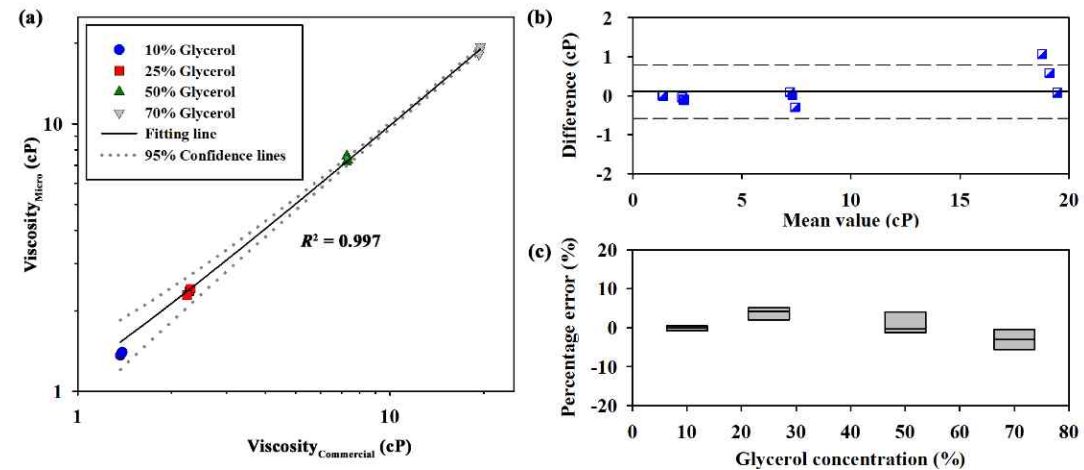 (a)
10% Glycerol
25% Glycerol
50% Glycerol
70% Glycerol
Fitting line
95% Confidence lines
R² = 0.997
10
1
1
10
Viscosity_Micro (cP)
Viscosity_Commercial (cP)
(b)
2
1
0
-1
-2
0
5
10
15
20
Difference (cP)
Mean value (cP)
(c)
20
10
0
-10
-20
0
10
20
30
40
50
60
70
80
Percentage error (%)
Glycerol concentration (%)